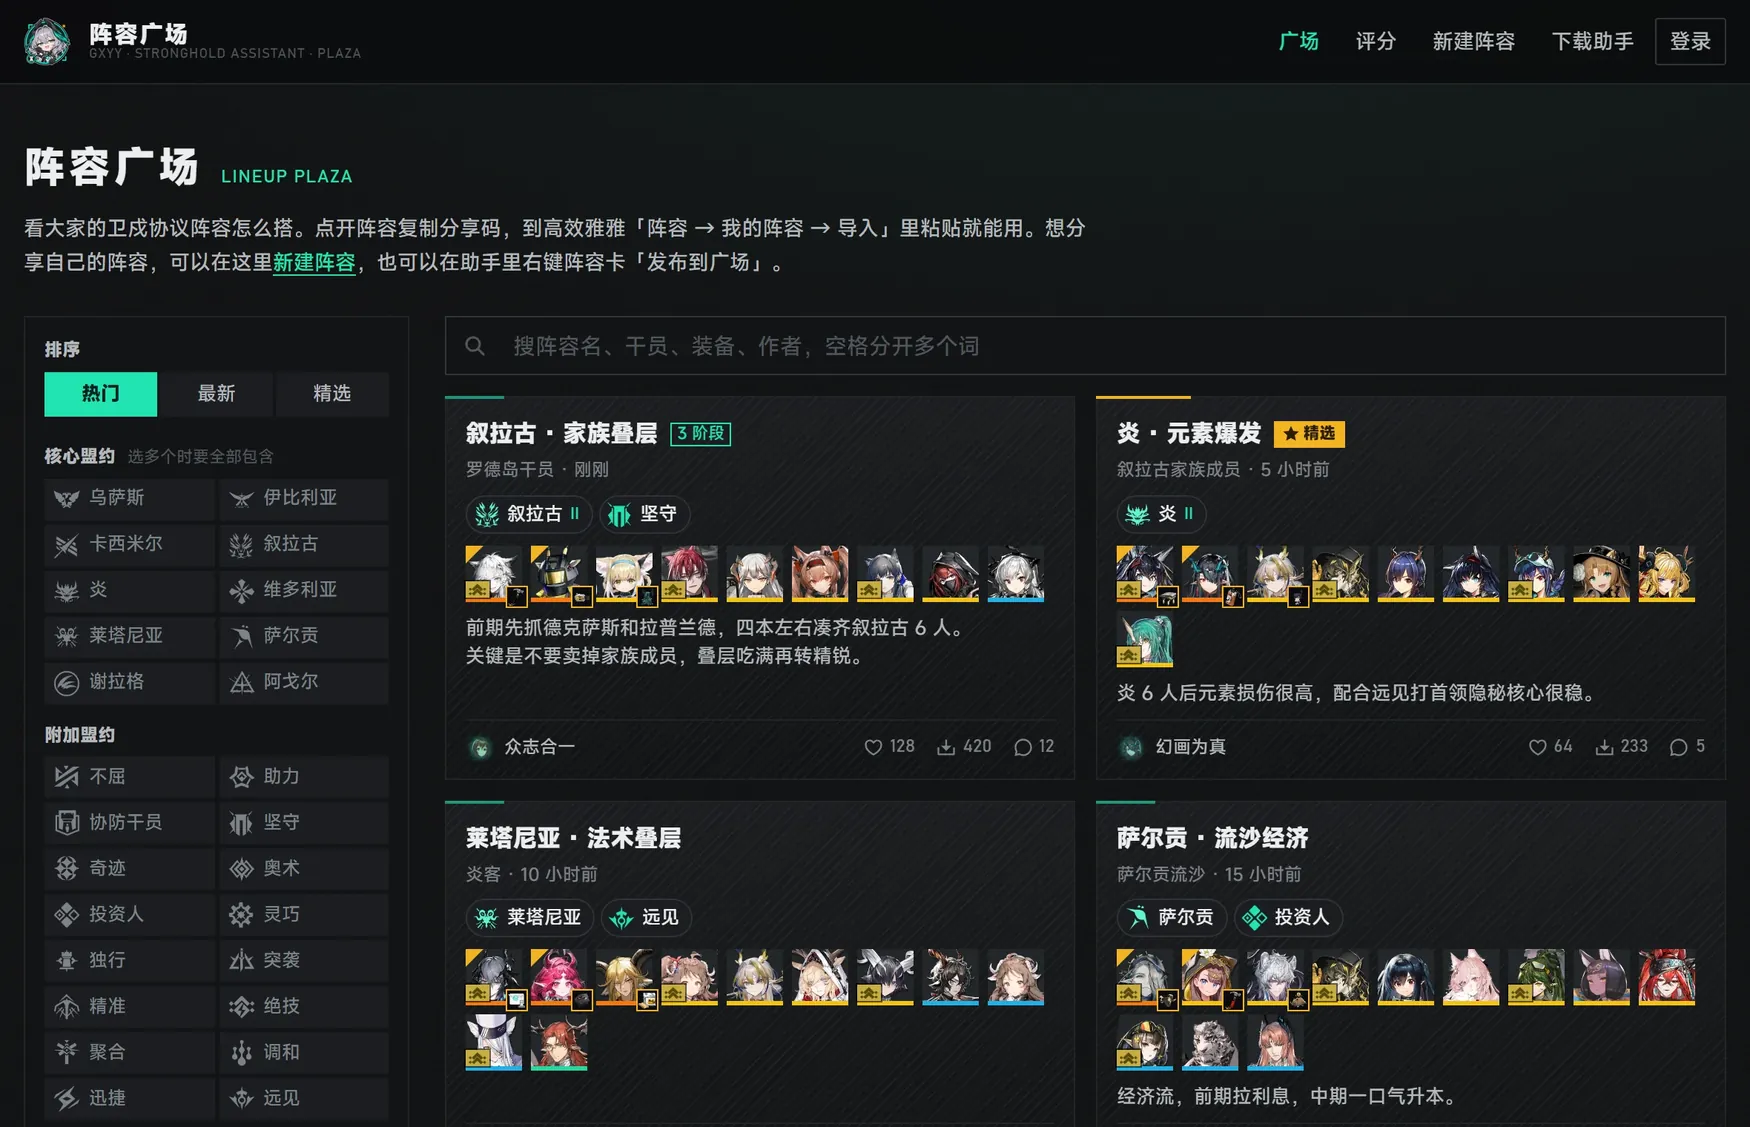 阵容广场
GXYY · STRONGHOLD ASSISTANT · PLAZA
广场 评分 新建阵容 下载助手 登录
阵容广场 LINEUP PLAZA
看大家的卫戍协议阵容怎么搭。点开阵容复制分享码，到高效雅雅「阵容 → 我的阵容 → 导入」里粘贴就能用。想分
享自己的阵容，可以在这里新建阵容，也可以在助手里右键阵容卡「发布到广场」。
排序
热门 最新 精选
核心盟约 选多个时要全部包含
乌萨斯 伊比利亚
卡西米尔 叙拉古
炎 维多利亚
莱塔尼亚 萨尔贡
谢拉格 阿戈尔
附加盟约
不屈 助力
协防干员 坚守
奇迹 奥术
投资人 灵巧
独行 突袭
精准 绝技
聚合 调和
迅捷 远见
搜阵容名、干员、装备、作者，空格分开多个词
叙拉古 · 家族叠层 3 阶段
罗德岛干员 · 刚刚
叙拉古 II 坚守
前期先抓德克萨斯和拉普兰德，四本左右凑齐叙拉古 6 人。
关键是不要卖掉家族成员，叠层吃满再转精锐。
众志合一 128 420 12
炎 · 元素爆发 ★ 精选
叙拉古家族成员 · 5 小时前
炎 II
炎 6 人后元素损伤很高，配合远见打首领隐秘核心很稳。
幻画为真 64 233 5
莱塔尼亚 · 法术叠层
炎客 · 10 小时前
莱塔尼亚 远见
萨尔贡 · 流沙经济
萨尔贡流沙 · 15 小时前
萨尔贡 投资人
经济流，前期拉利息，中期一口气升本。